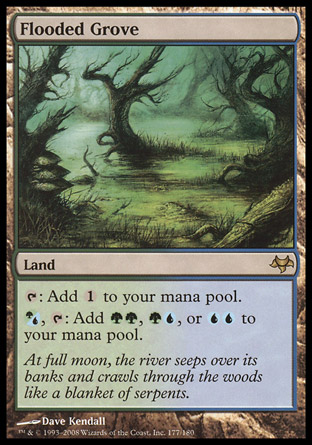 Flooded Grove
Land
: Add 1 to your mana pool.
, : Add , , or to
your mana pool.
At full moon, the river seeps over its
banks and crawls through the woods
like a blanket of serpents.
Dave Kendall
™ & © 1993-2008 Wizards of the Coast, Inc. 177/180